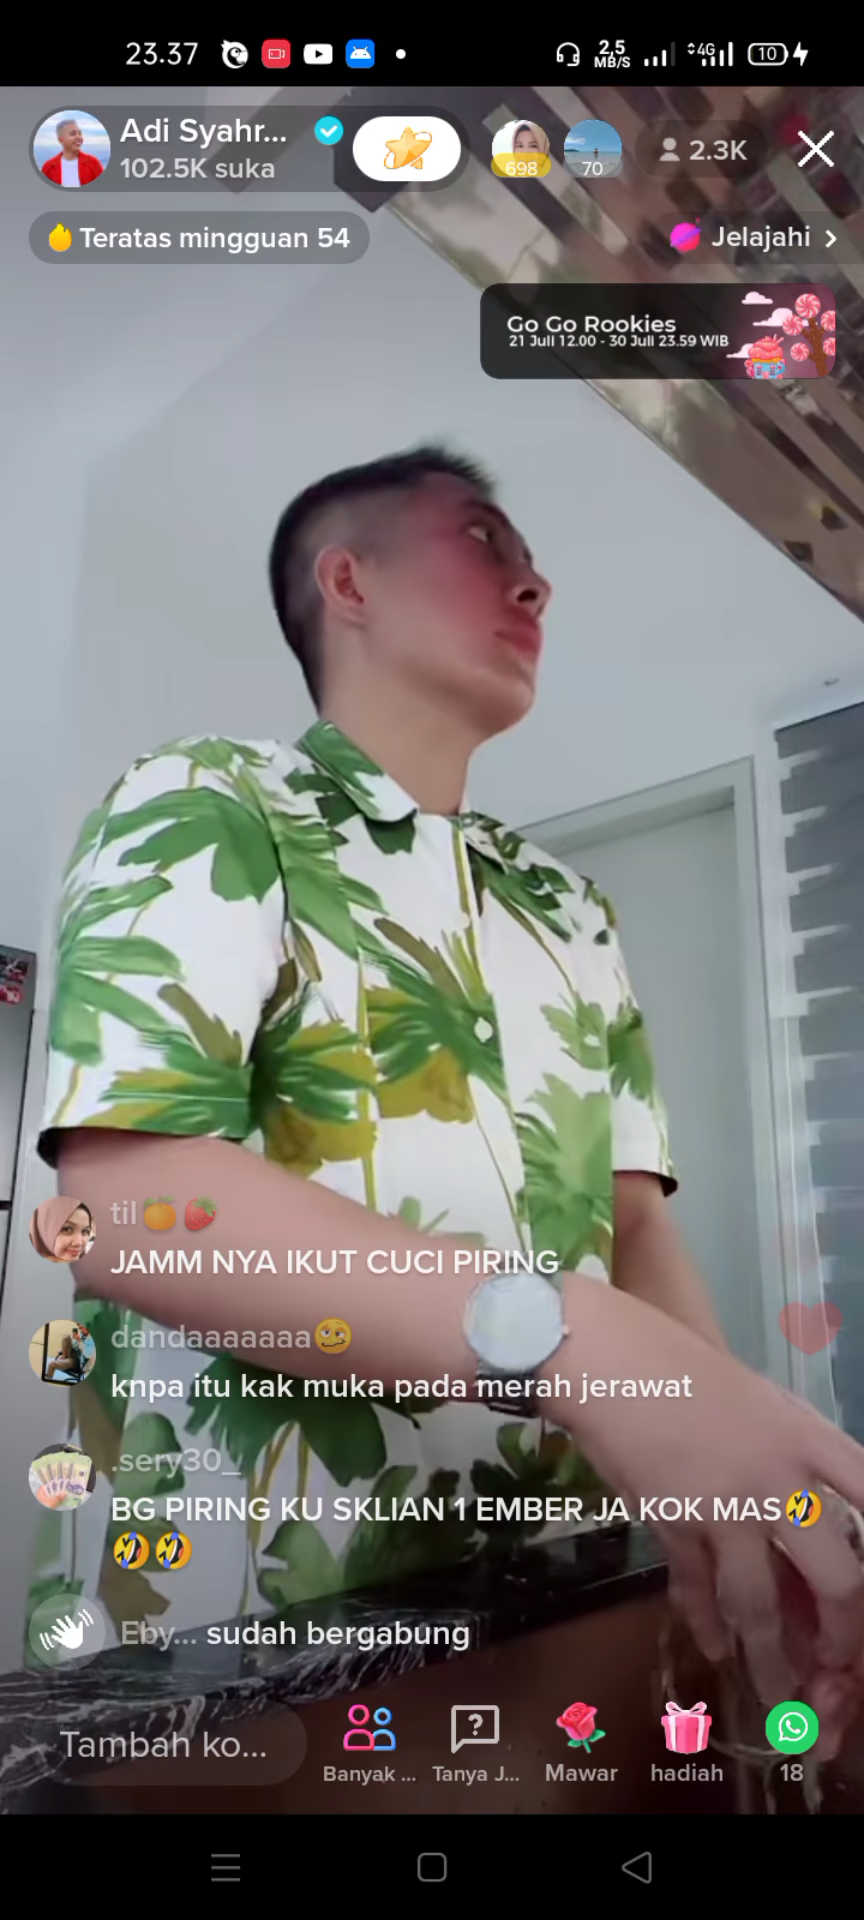 23.37
2,5
MB/S
4G
10
Adi Syahr...
102.5K suka
698
70
2.3K
Teratas mingguan 54
Jelajahi
Go Go Rookies
21 Juli 12.00 - 30 Juli 23.59 WIB
til🍊🍓
JAMM NYA IKUT CUCI PIRING
dandaaaaaaa🥴
knpa itu kak muka pada merah jerawat
.sery30_
BG PIRING KU SKLIAN 1 EMBER JA KOK MAS🤣
🤣🤣
Eby... sudah bergabung
Tambah ko...
Banyak ...
Tanya J...
Mawar
hadiah
18